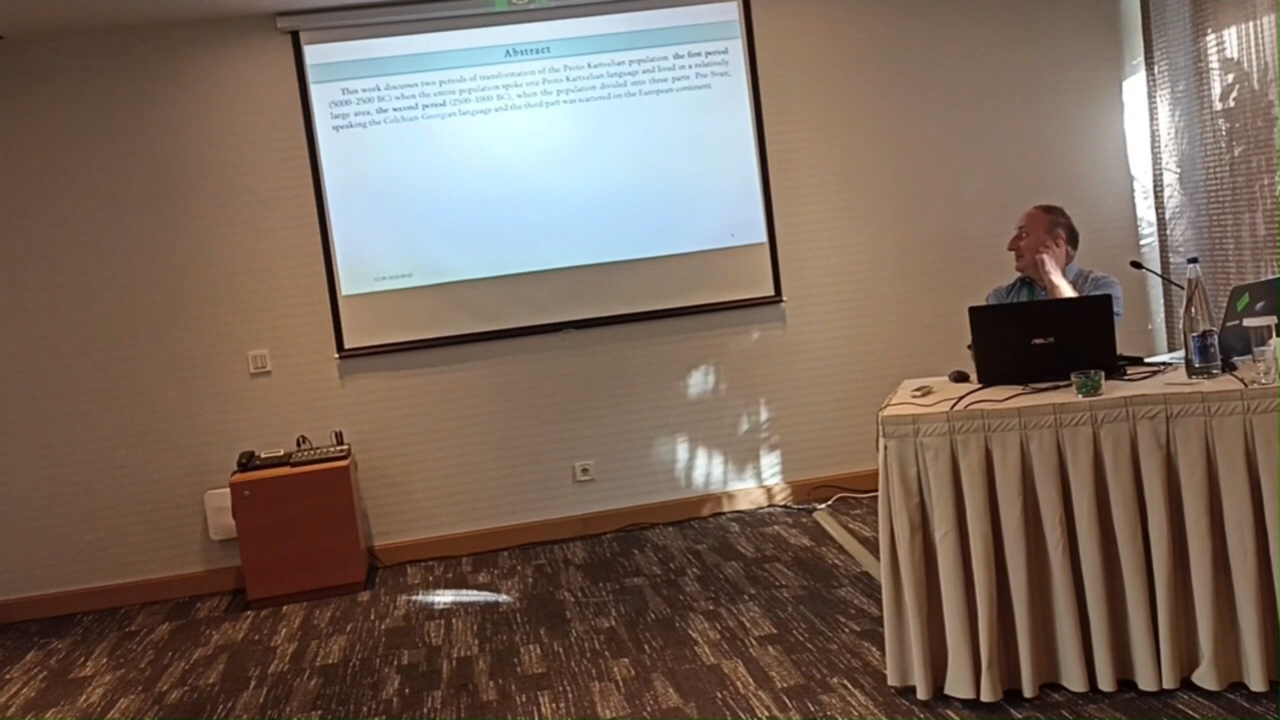 Abstract
This work discusses two periods of transformation of the Proto-Kartvelian population: the first period
(5000–2500 BC) when the entire population spoke one Proto-Kartvelian language and lived in a relatively
large area; the second period (2500–1000 BC), when the population divided into three parts: Pre-Svan,
speaking the Colchian-Georgian language and the third part was scattered on the European continent.
ASUS